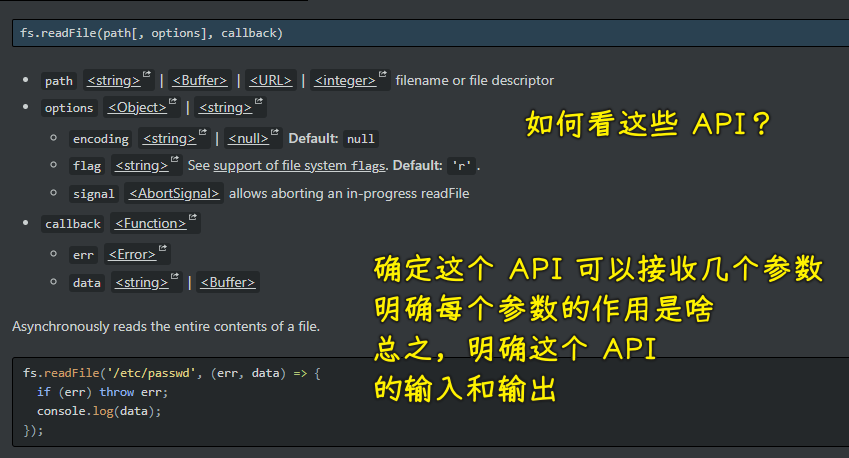 fs.readFile(path[, options], callback)
path <string> | <Buffer> | <URL> | <integer> filename or file descriptor
options <Object> | <string>
如何看这些 API？
encoding <string> | <null> Default: null
flag <string> See support of file system flags. Default: 'r'.
signal <AbortSignal> allows aborting an in-progress readFile
callback <Function>
err <Error>
data <string> | <Buffer>
确定这个 API 可以接收几个参数
明确每个参数的作用是啥
总之，明确这个 API
的输入和输出
Asynchronously reads the entire contents of a file.
fs.readFile('/etc/passwd', (err, data) => {
if (err) throw err;
console.log(data);
});